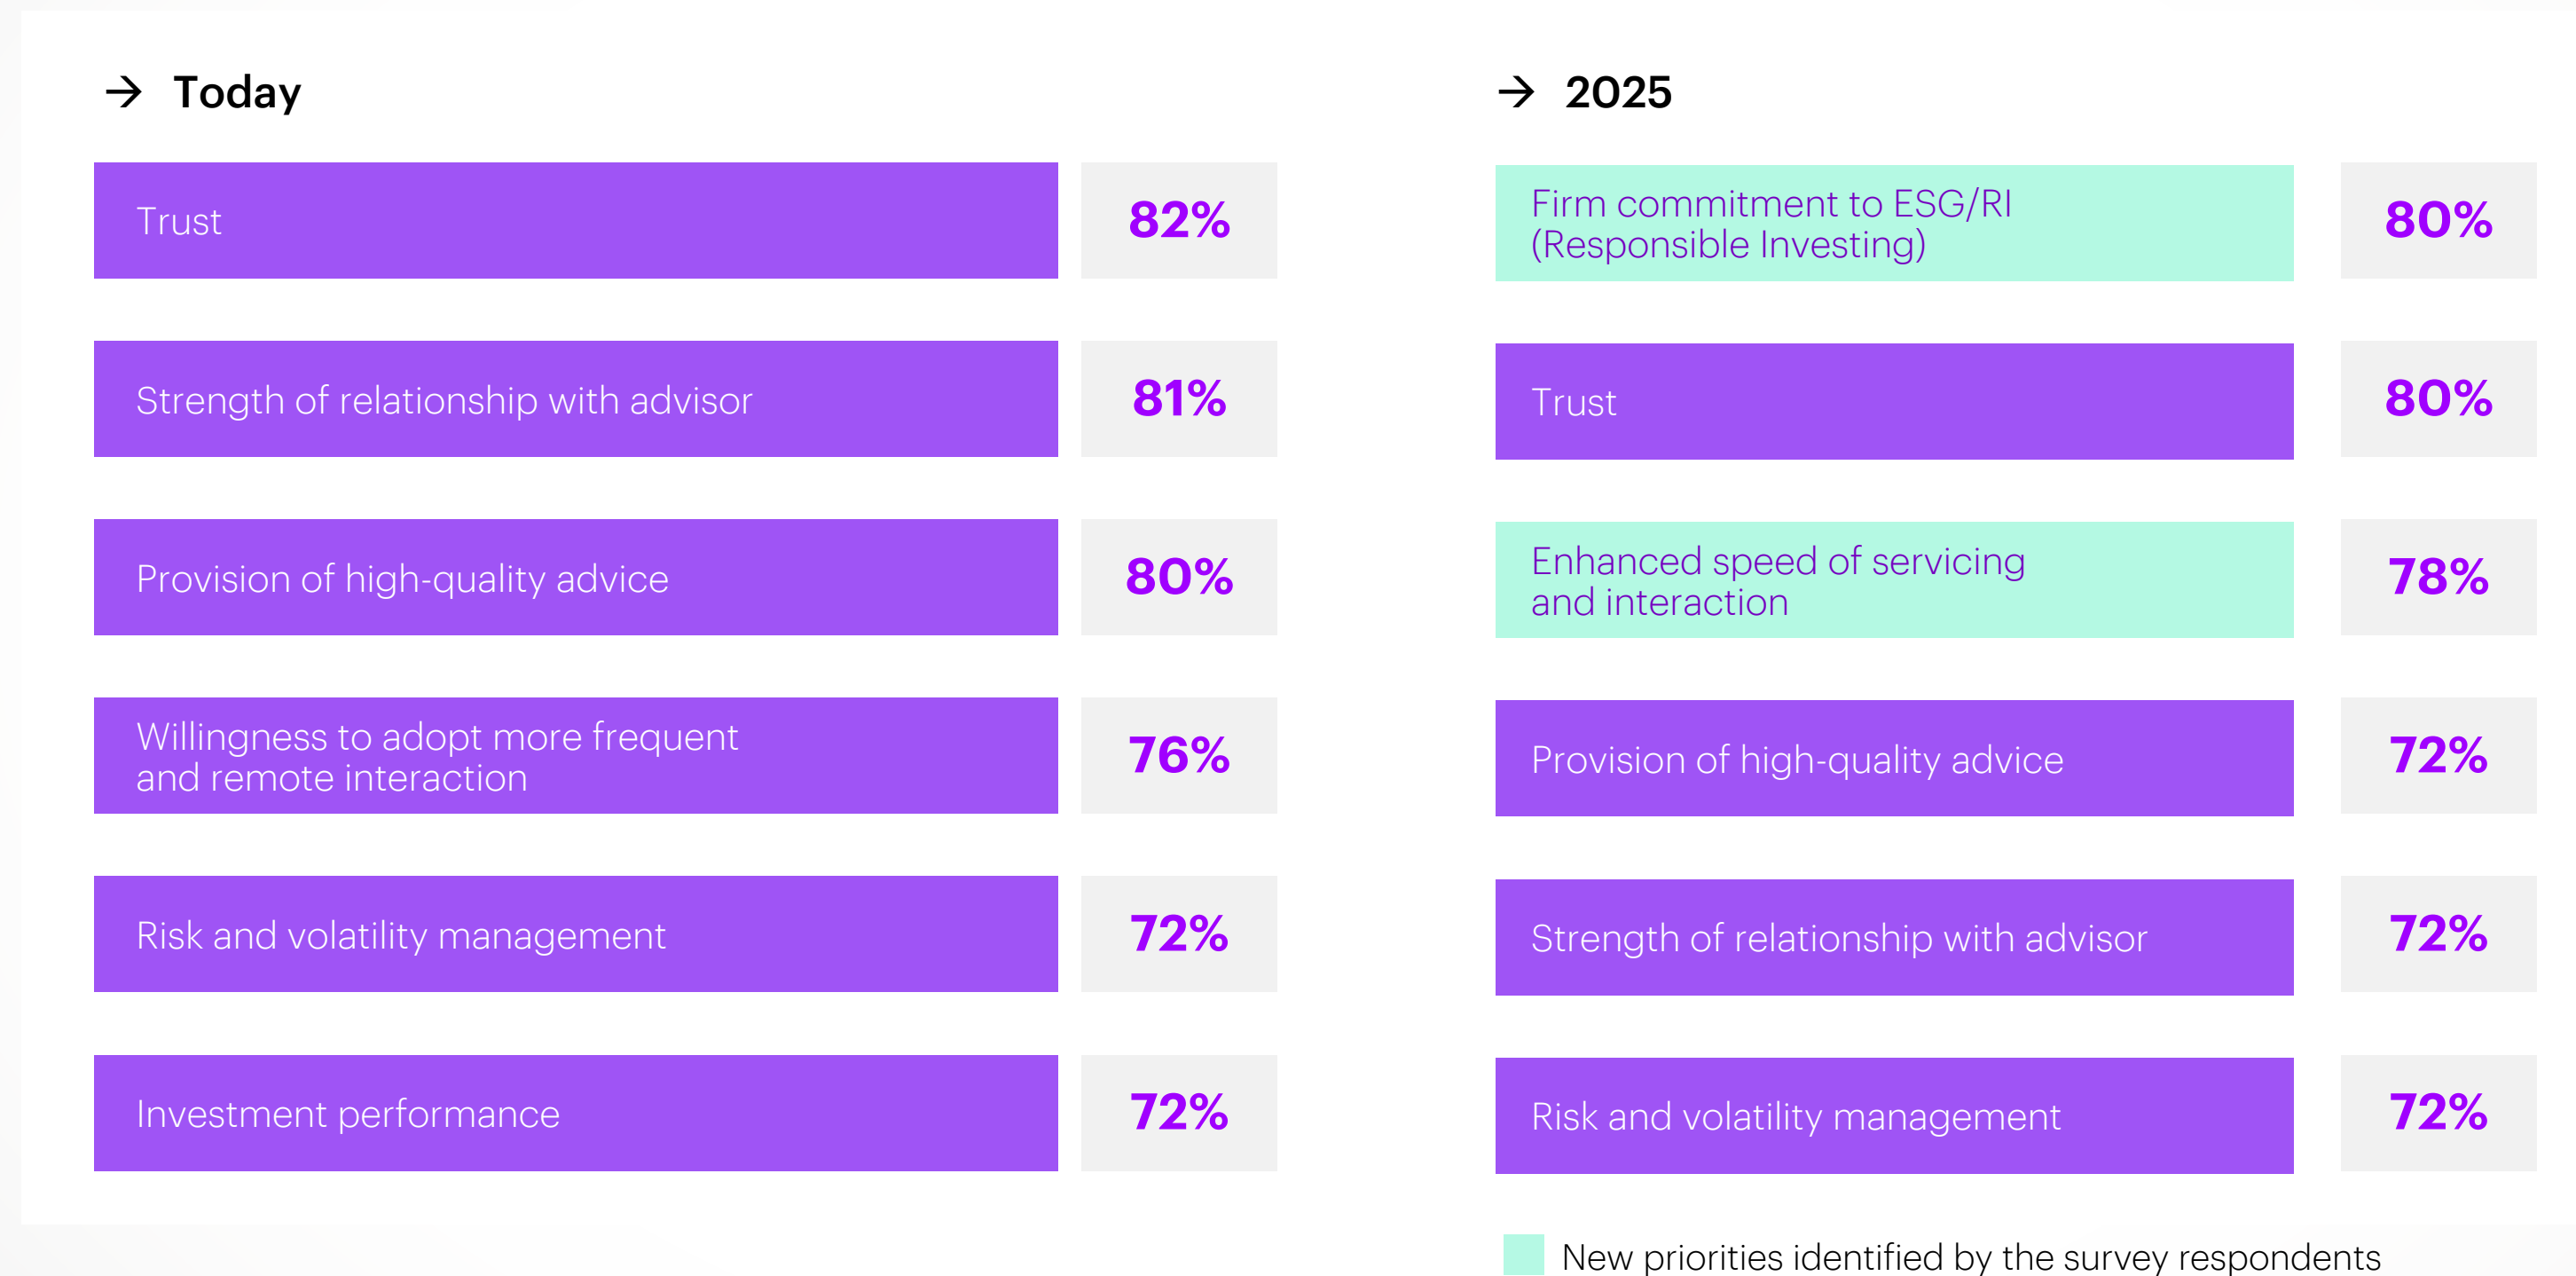 → Today
Trust
82%
Strength of relationship with advisor
81%
Provision of high-quality advice
80%
Willingness to adopt more frequent
and remote interaction
76%
Risk and volatility management
72%
Investment performance
72%
→ 2025
Firm commitment to ESG/RI
(Responsible Investing)
80%
Trust
80%
Enhanced speed of servicing
and interaction
78%
Provision of high-quality advice
72%
Strength of relationship with advisor
72%
Risk and volatility management
72%
New priorities identified by the survey respondents